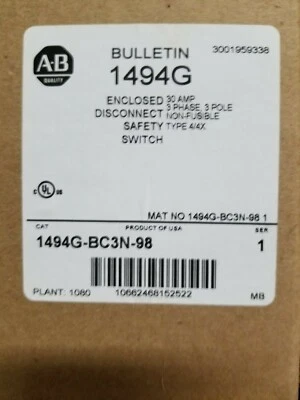 A-B
QUALITY
BULLETIN
3001959338
1494G
ENCLOSED 30 AMP
DISCONNECT 3 PHASE, 3 POLE
NON-FUSIBLE
SAFETY TYPE 4/4X
SWITCH
C UL US
MAT NO 1494G-BC3N-98 1
CAT PRODUCT OF USA SER
1494G-BC3N-98 1
PLANT: 1080 10662468152522 MB